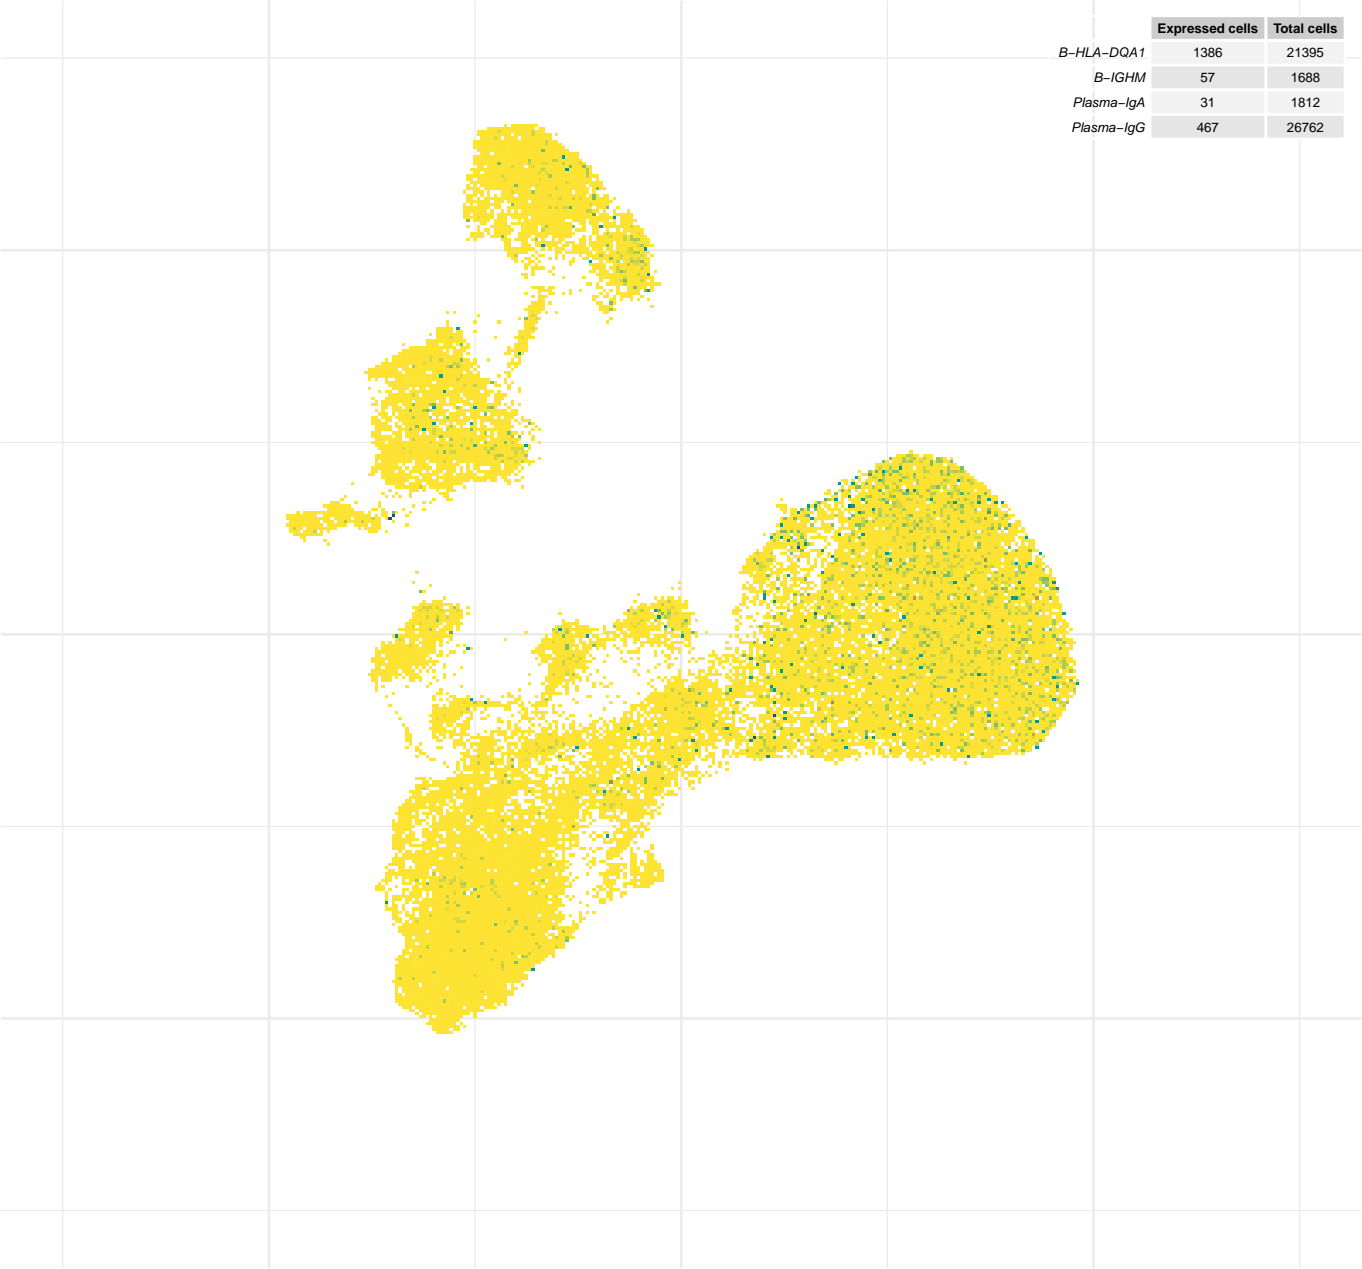 Expressed cells Total cells
B−HLA−DQA1 1386 21395
B−IGHM 57 1688
Plasma−IgA 31 1812
Plasma−IgG 467 26762